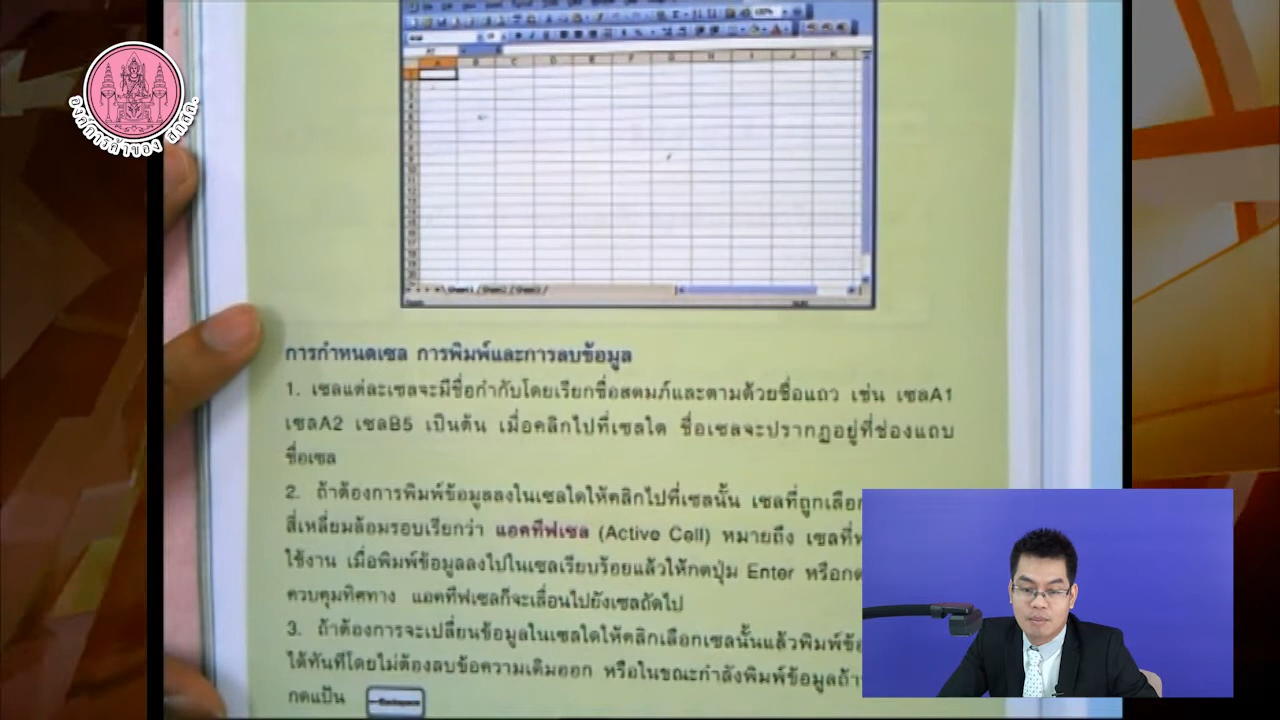 องค์การค้าของ สกสค.
A B C D E F G H I J K
การกำหนดเซล การพิมพ์และการลบข้อมูล
1. เซลแต่ละเซลจะมีชื่อกำกับโดยเรียกชื่อสดมภ์และตามด้วยชื่อแถว เช่น เซลA1
เซลA2 เซลB5 เป็นต้น เมื่อคลิกไปที่เซลใด ชื่อเซลจะปรากฏอยู่ที่ช่องแถบ
ชื่อเซล
2. ถ้าต้องการพิมพ์ข้อมูลลงในเซลใดให้คลิกไปที่เซลนั้น เซลที่ถูกเลือก
สี่เหลี่ยมล้อมรอบเรียกว่า แอคทีฟเซล (Active Cell) หมายถึง เซลที่
ใช้งาน เมื่อพิมพ์ข้อมูลลงไปในเซลเรียบร้อยแล้วให้กดปุ่ม Enter หรือกด
ควบคุมทิศทาง แอคทีฟเซลก็จะเลื่อนไปยังเซลถัดไป
3. ถ้าต้องการจะเปลี่ยนข้อมูลในเซลใดให้คลิกเลือกเซลนั้นแล้วพิมพ์
ได้ทันทีโดยไม่ต้องลบข้อความเดิมออก หรือในขณะกำลังพิมพ์ข้อมูลถ้า
กดแป้น Backspace